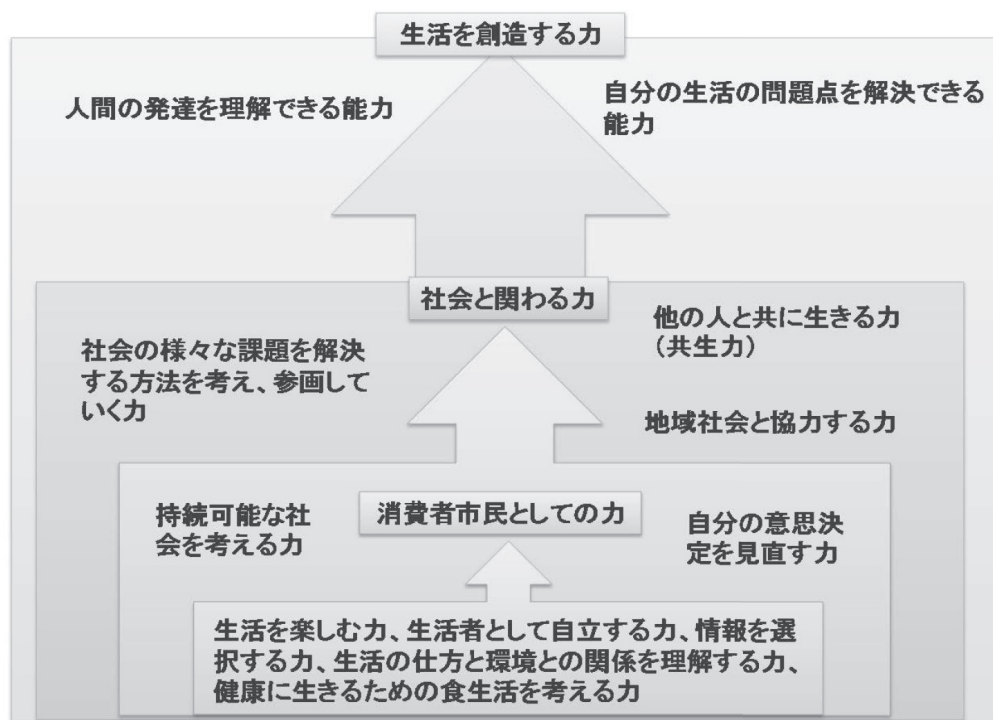 生活を創造する力
人間の発達を理解できる能力
自分の生活の問題点を解決できる
能力
社会と関わる力
社会の様々な課題を解決
する方法を考え、参画して
いく力
他の人と共に生きる力
（共生力）
地域社会と協力する力
消費者市民としての力
持続可能な社
会を考える力
自分の意思決
定を見直す力
生活を楽しむ力、生活者として自立する力、情報を選
択する力、生活の仕方と環境との関係を理解する力、
健康に生きるための食生活を考える力